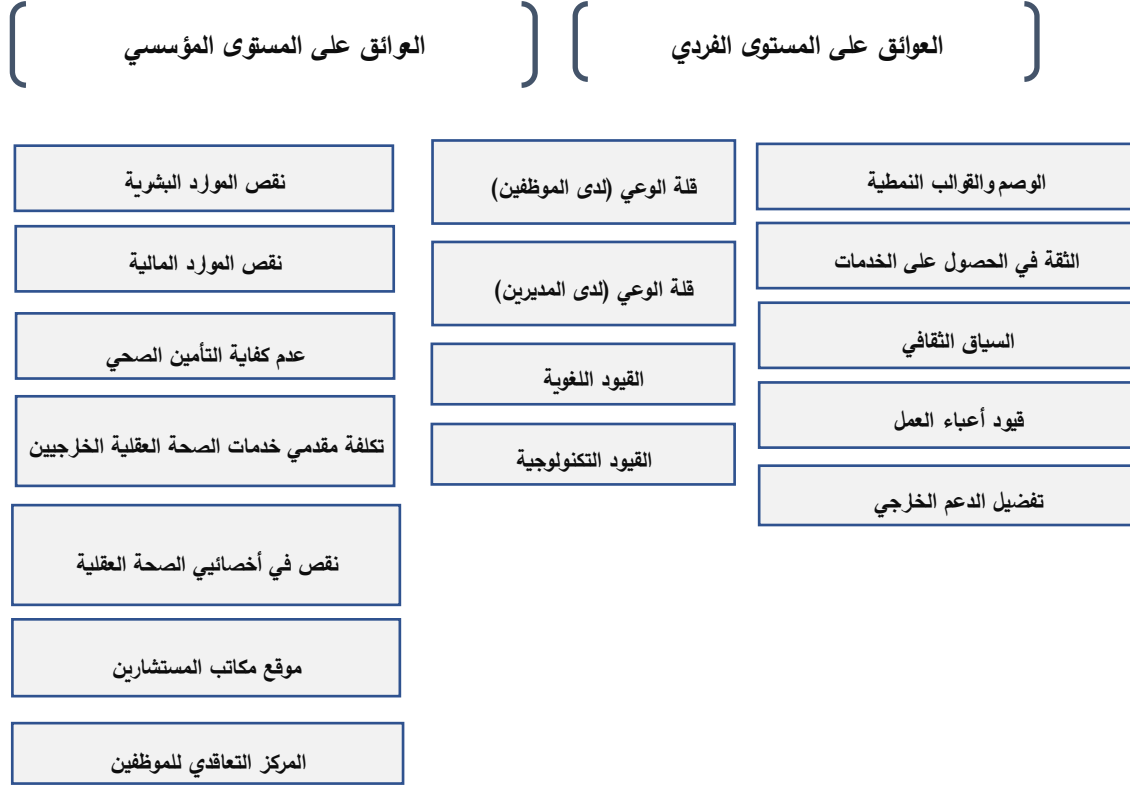 العوائق على المستوى الفردي
العوائق على المستوى المؤسسي
الوصم والقوالب النمطية
الثقة في الحصول على الخدمات
السياق الثقافي
قيود أعباء العمل
تفضيل الدعم الخارجي
قلة الوعي (لدى الموظفين)
قلة الوعي (لدى المديرين)
القيود اللغوية
القيود التكنولوجية
نقص الموارد البشرية
نقص الموارد المالية
عدم كفاية التأمين الصحي
تكلفة مقدمي خدمات الصحة العقلية الخارجيين
نقص في أخصائيي الصحة العقلية
موقع مكاتب المستشارين
المركز التعاقدي للموظفين